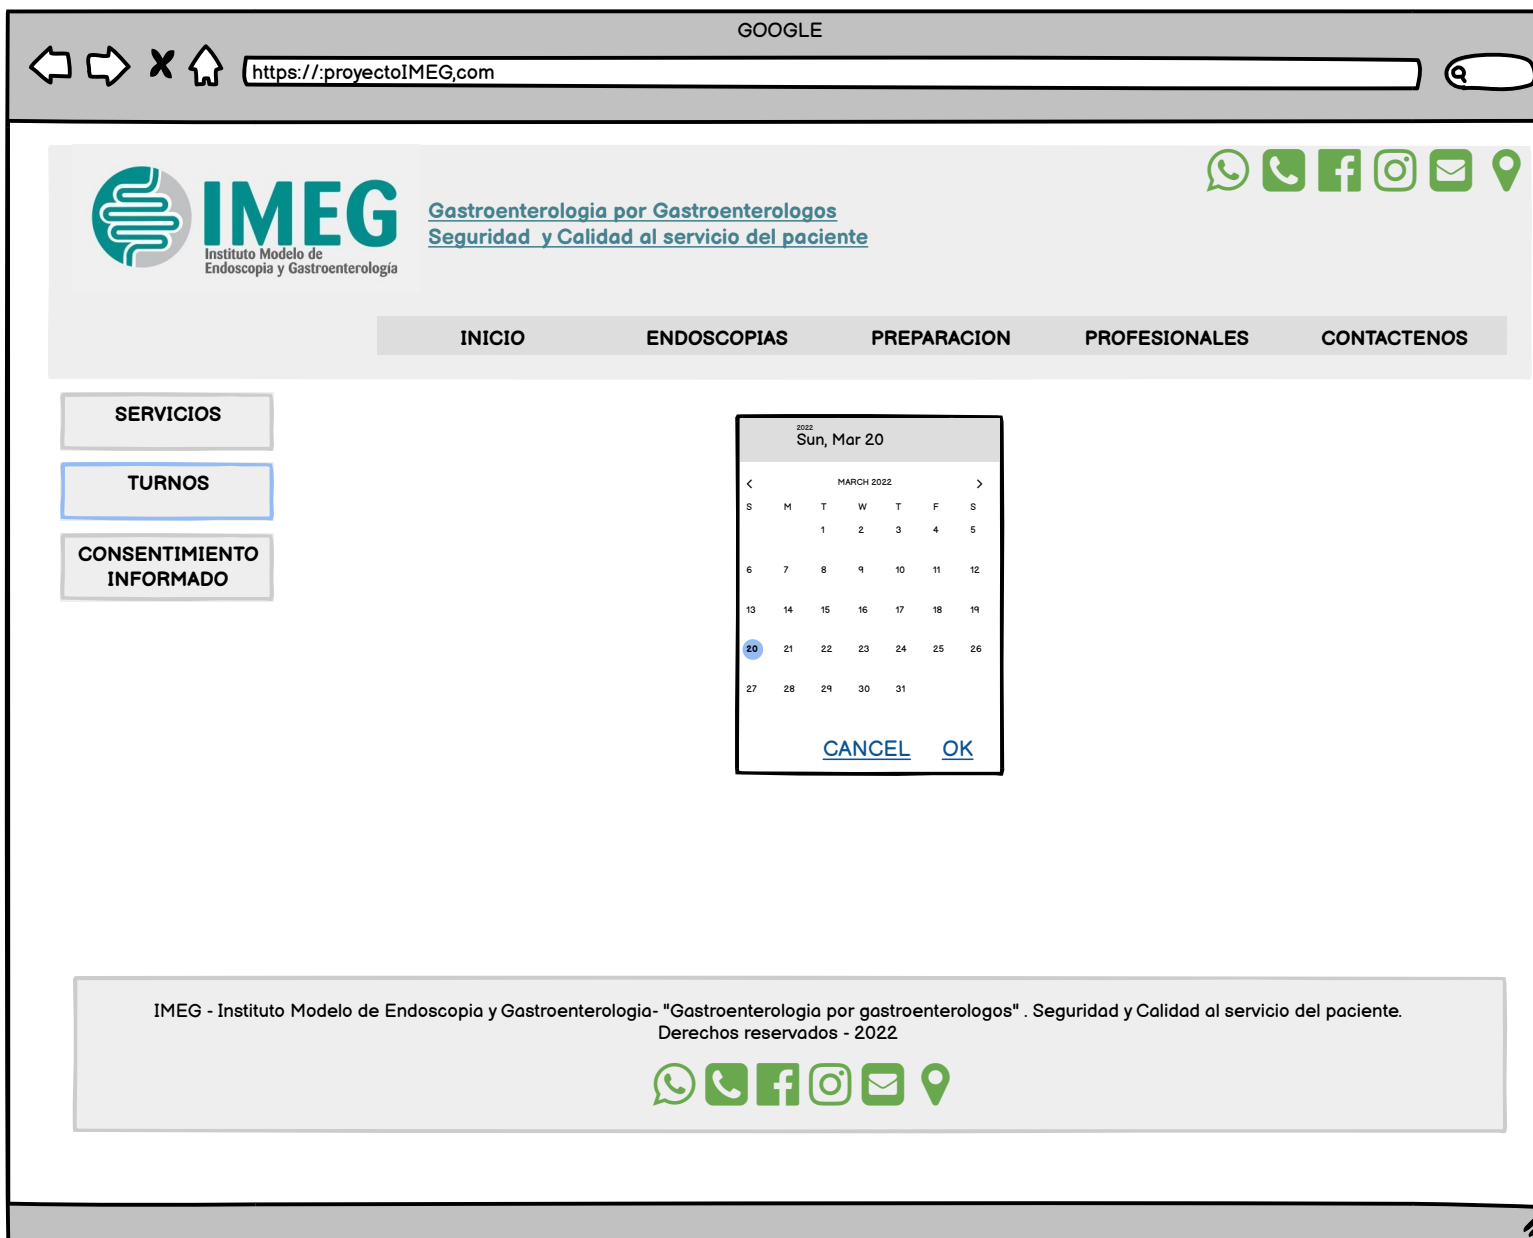 GOOGLE
https://:proyectoIMEG,com
IMEG
Instituto Modelo de
Endoscopia y Gastroenterología
Gastroenterologia por Gastroenterologos
Seguridad y Calidad al servicio del paciente
INICIO ENDOSCOPIAS PREPARACION PROFESIONALES CONTACTENOS
SERVICIOS
TURNOS
CONSENTIMIENTO
INFORMADO
2022
Sun, Mar 20
MARCH 2022
S M T W T F S
1 2 3 4 5
6 7 8 9 10 11 12
13 14 15 16 17 18 19
20 21 22 23 24 25 26
27 28 29 30 31
CANCEL OK
IMEG - Instituto Modelo de Endoscopia y Gastroenterologia- "Gastroenterologia por gastroenterologos" . Seguridad y Calidad al servicio del paciente.
Derechos reservados - 2022